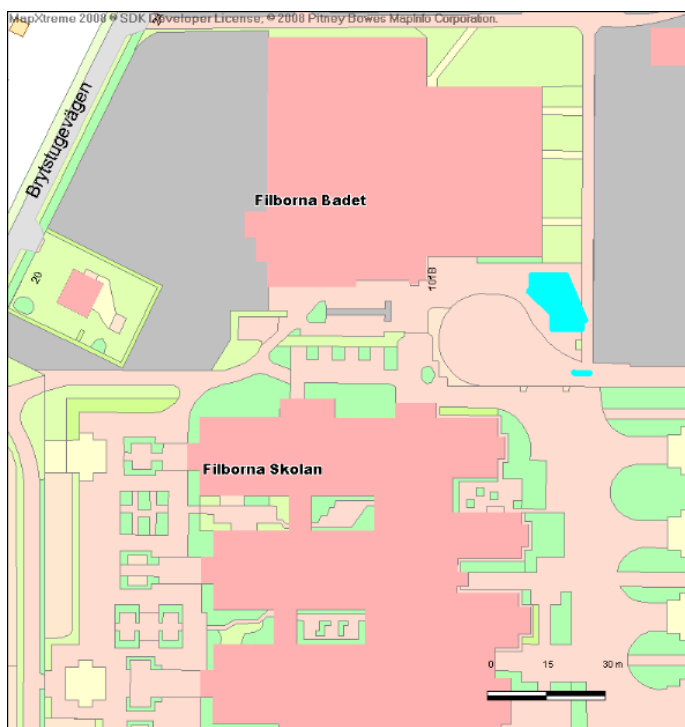 MapXtreme 2008 ® SDK Developer License, © 2008 Pitney Bowes MapInfo Corporation.
Brytstugevägen
Filborna Badet
20
101B
Filborna Skolan
0 15 30 m